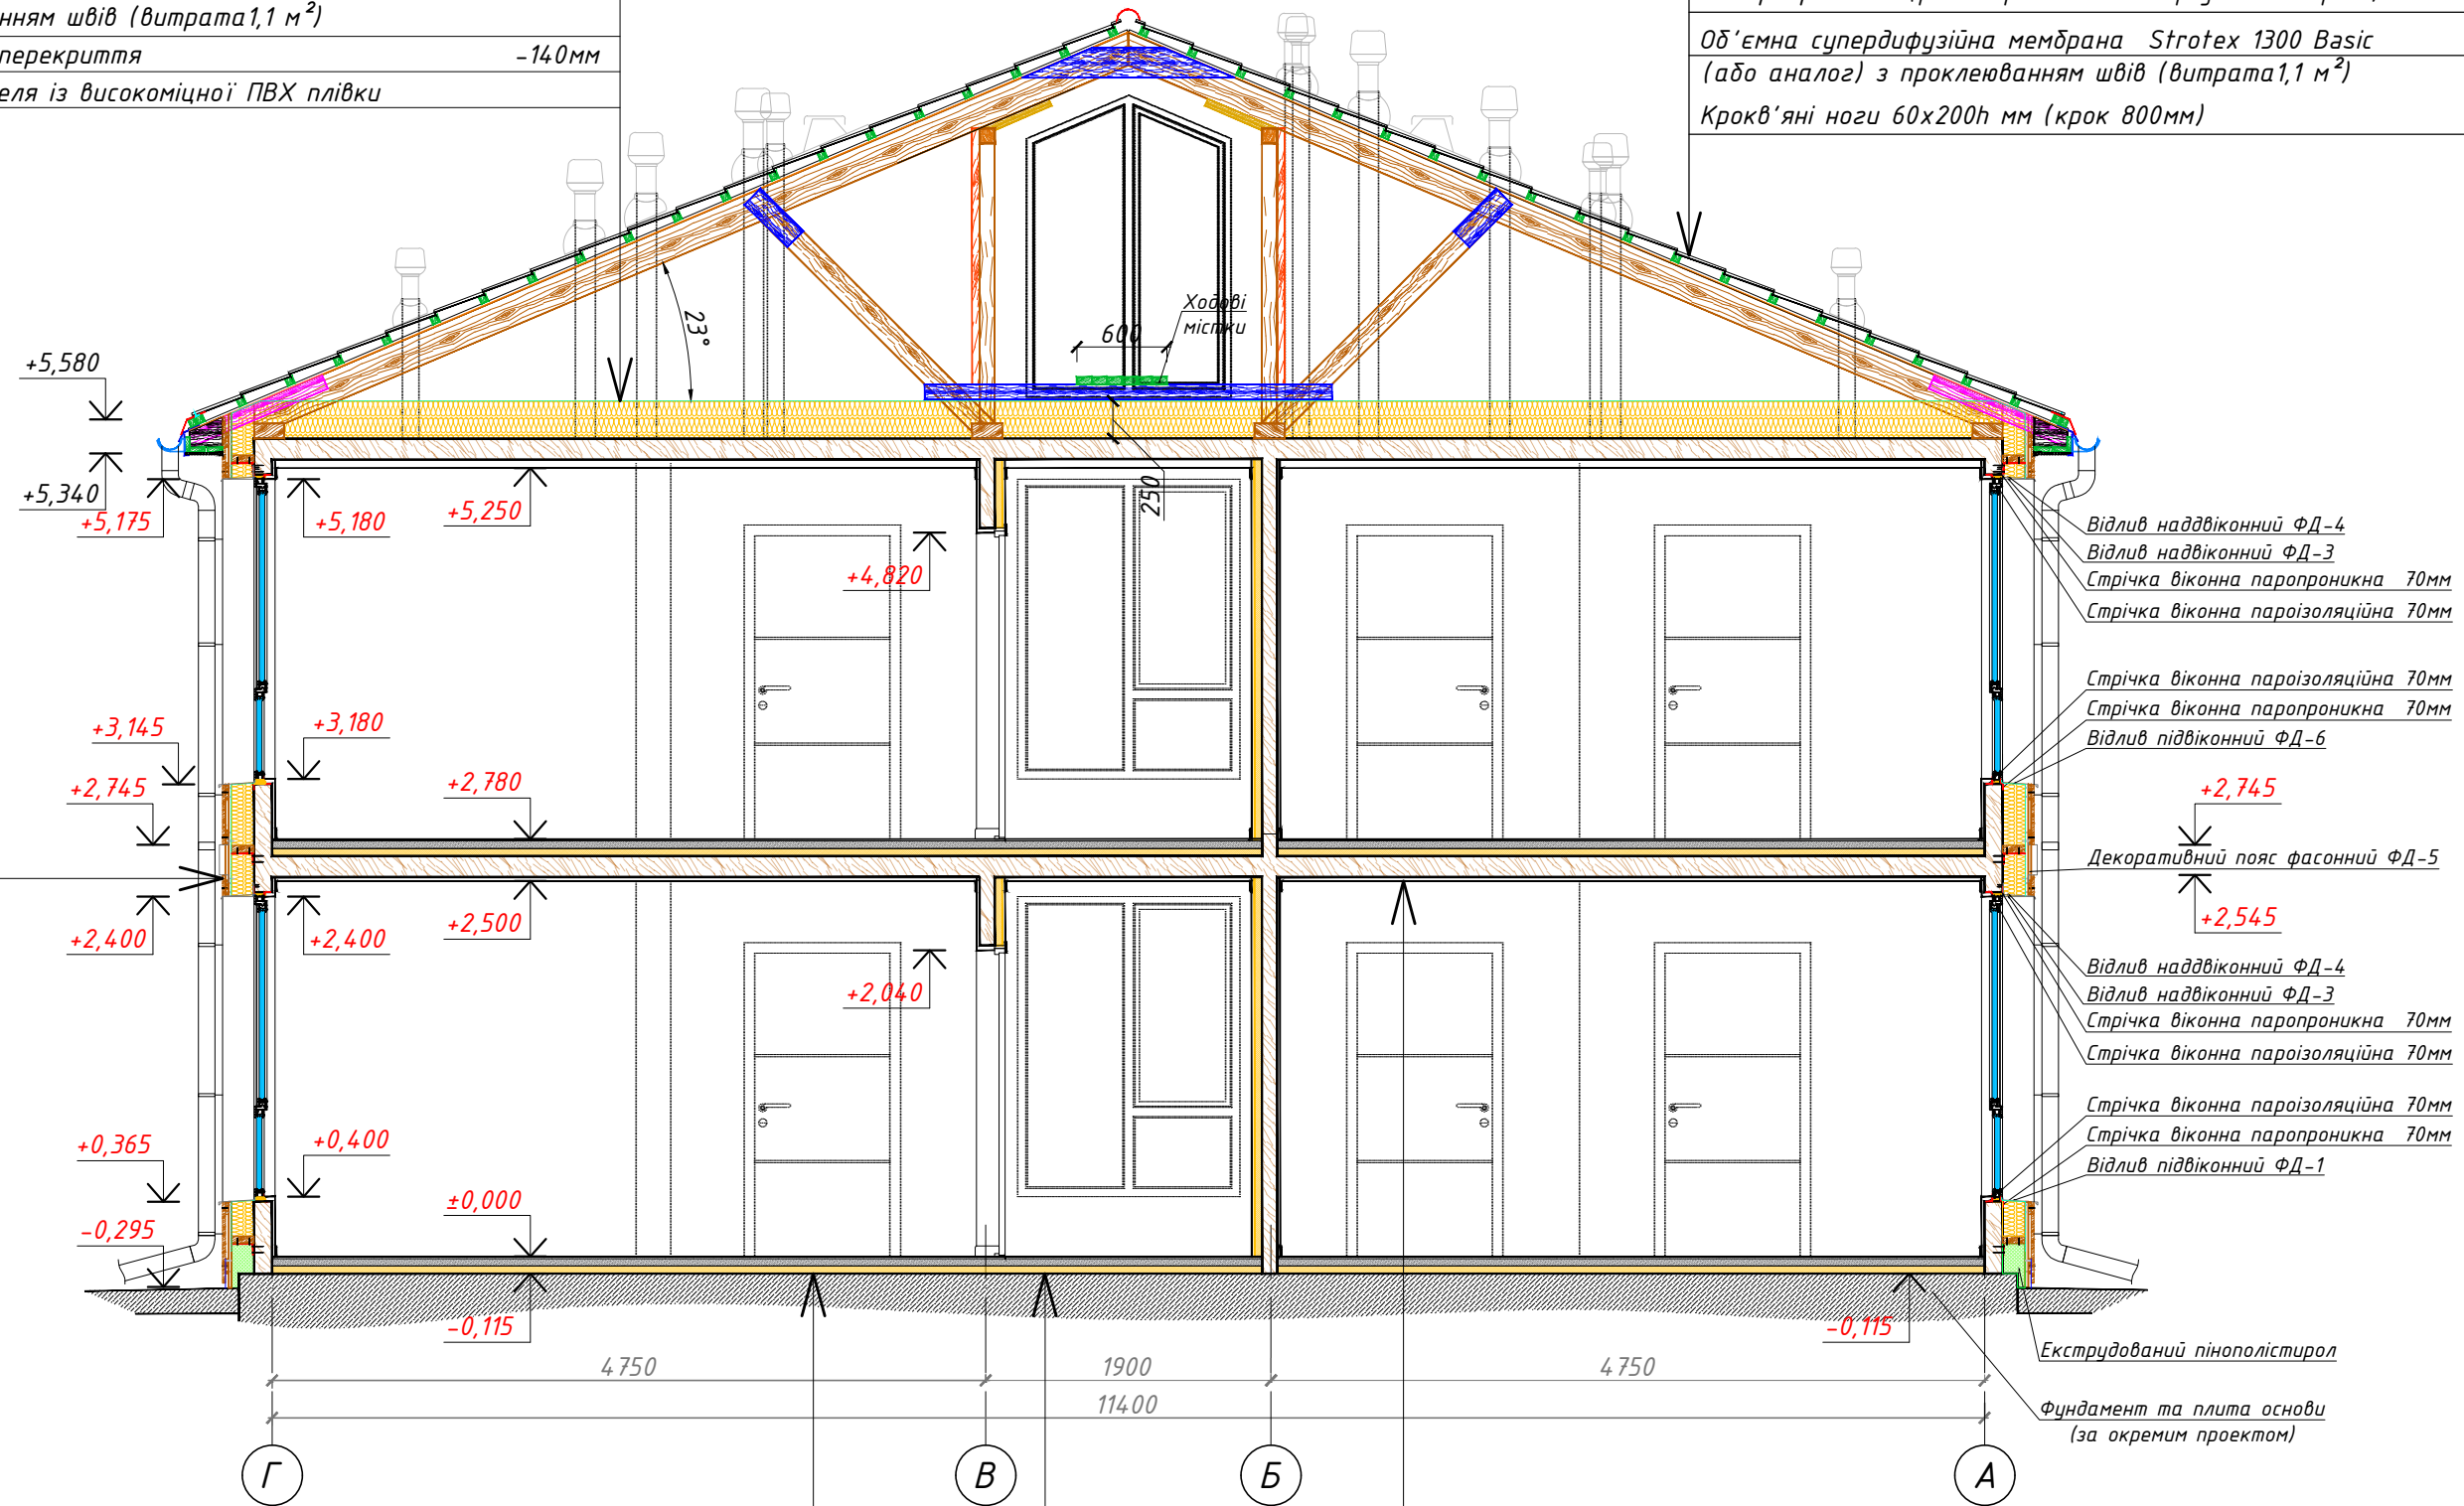 швів (витрата1,1 м²)
перекриття -140мм
із високоміцної ПВХ плівки
Об'ємна супердифузійна мембрана Strotex 1300 Basic
(або аналог) з проклеюванням швів (витрата1,1 м²)
Кроквʼяні ноги 60х200h мм (крок 800мм)
23°
Ходові
містки
600
250
+5,580
+5,340
+5,175
+5,180
+5,250
+4,820
+3,145
+3,180
+2,745
+2,780
+2,400
+2,400
+2,500
+2,040
+0,365
+0,400
±0,000
-0,295
-0,115
-0,115
Відлив наддвіконний ФД-4
Відлив надвіконний ФД-3
Стрічка віконна паропроникна 70мм
Стрічка віконна пароізоляційна 70мм
Стрічка віконна пароізоляційна 70мм
Стрічка віконна паропроникна 70мм
Відлив підвіконний ФД-6
+2,745
Декоративний пояс фасонний ФД-5
+2,545
Відлив наддвіконний ФД-4
Відлив надвіконний ФД-3
Стрічка віконна паропроникна 70мм
Стрічка віконна пароізоляційна 70мм
Стрічка віконна пароізоляційна 70мм
Стрічка віконна паропроникна 70мм
Відлив підвіконний ФД-1
Екструдований пінополістирол
Фундамент та плита основи
(за окремим проектом)
4750
1900
4750
11400
Г
В
Б
А